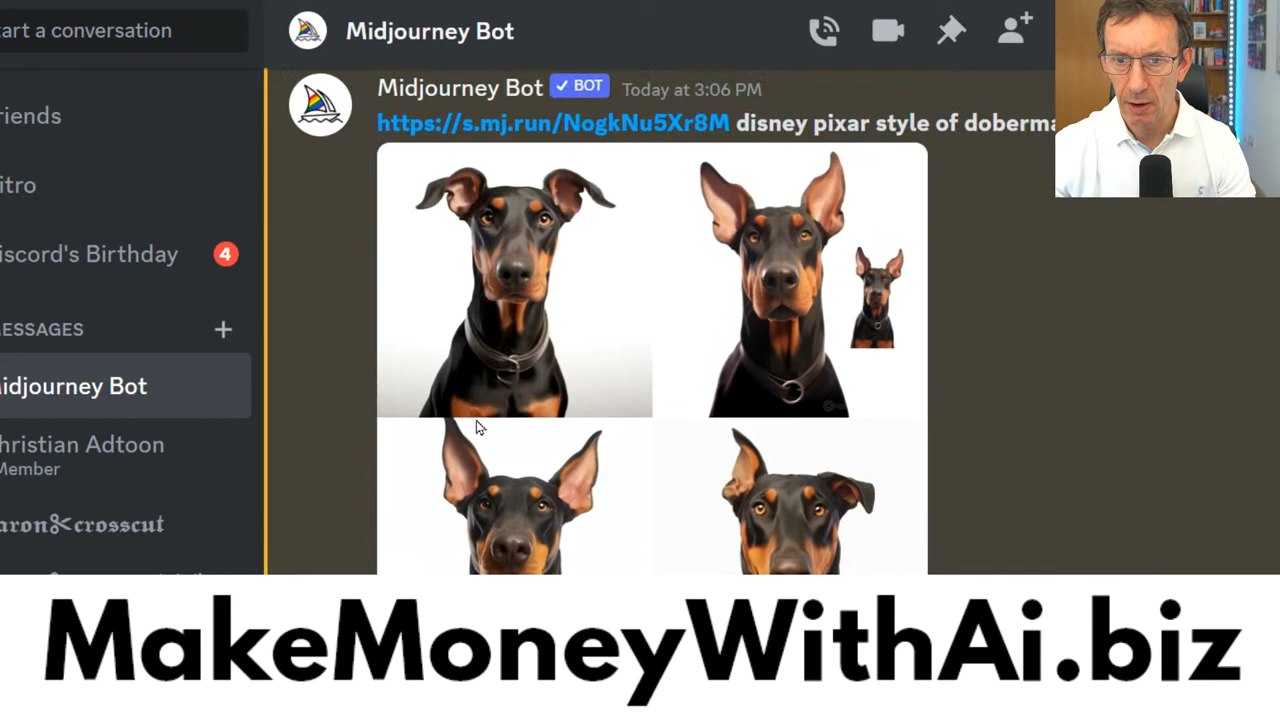 tart a conversation
Midjourney Bot
riends
itro
iscord's Birthday
4
ESSAGES
idjourney Bot
hristian Adtoon
Member
aron✂crosscut
Midjourney Bot ✓ BOT Today at 3:06 PM
https://s.mj.run/NogkNu5Xr8M disney pixar style of doberma
MakeMoneyWithAi.biz